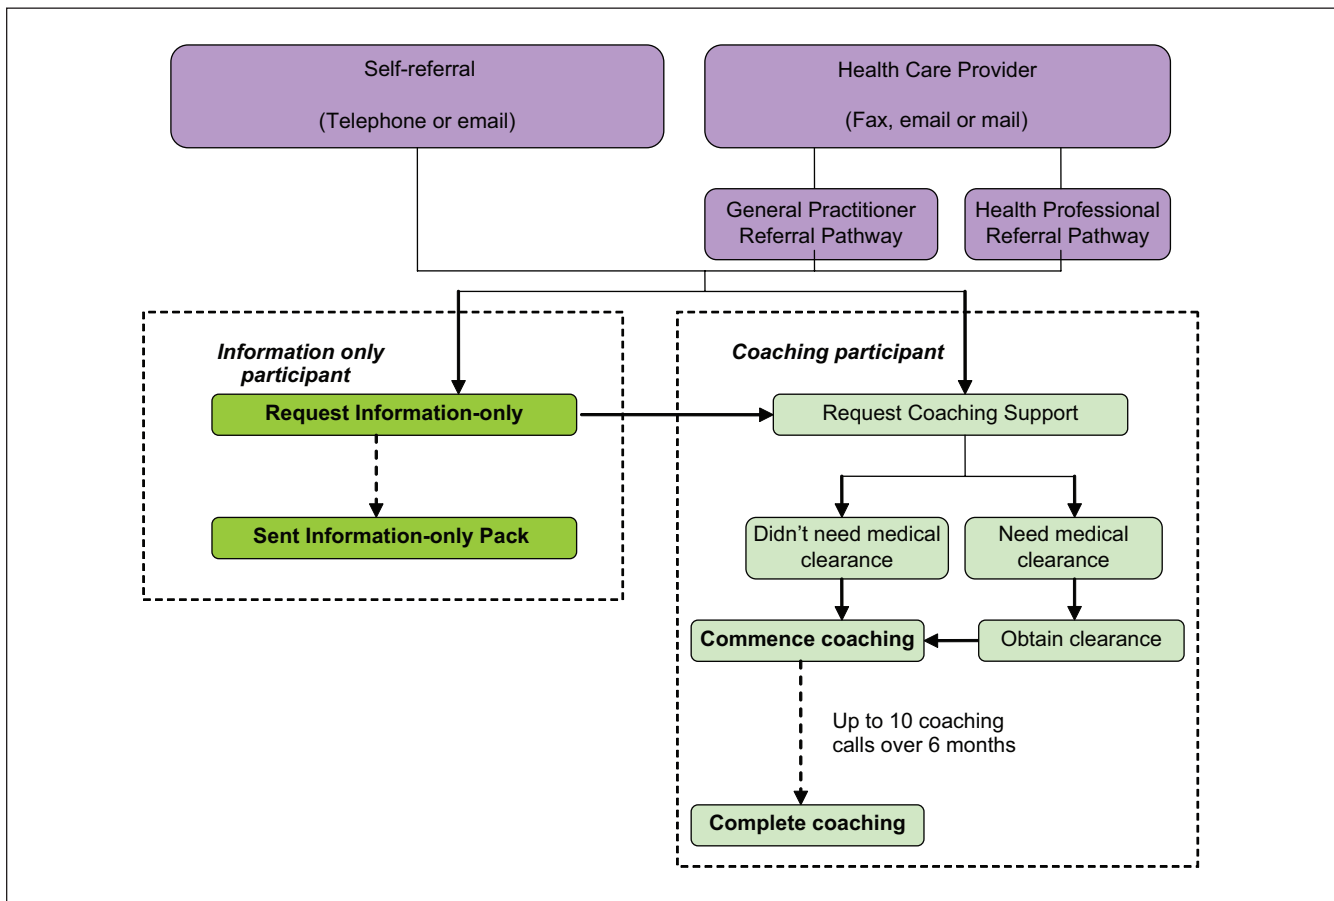 Self-referral
(Telephone or email)
Health Care Provider
(Fax, email or mail)
General Practitioner
Referral Pathway
Health Professional
Referral Pathway
Information only
participant
Coaching participant
Request Information-only
Request Coaching Support
Sent Information-only Pack
Didn’t need medical
clearance
Need medical
clearance
Commence coaching
Obtain clearance
Up to 10 coaching
calls over 6 months
Complete coaching